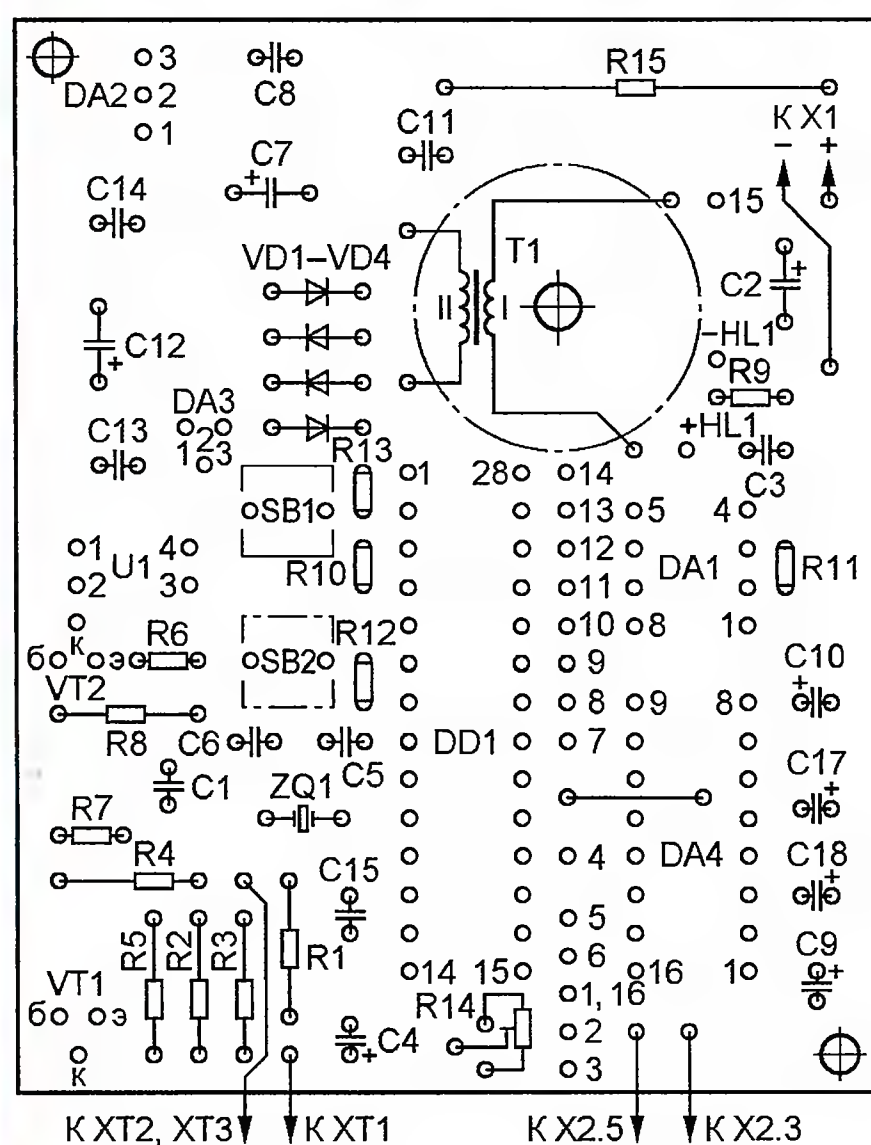 3
DA2 2
1
C8
R15
К X1
- +
C11
C7
+
C14
15
VD1–VD4
T1
II
I
C2
+
C12
+
-HL1
R9
DA3
+HL1
C13
1 2 3
R13
1
28
14
C3
SB1
13
5
4
1
4
U1
2
3
R10
12
DA1
R11
11
10
8
1
R6
R12
б
к
э
SB2
9
VT2
C10
+
8
9
8
R8
C6
C5
DD1
7
C1
ZQ1
C17
+
R7
R4
C15
4
DA4
C18
+
R5
R2
R3
R1
5
6
C9
+
14
15
16
1
VT1
R14
1, 16
б
э
2
C4
+
к
3
К XT2, XT3
К XT1
К X2.5
К X2.3